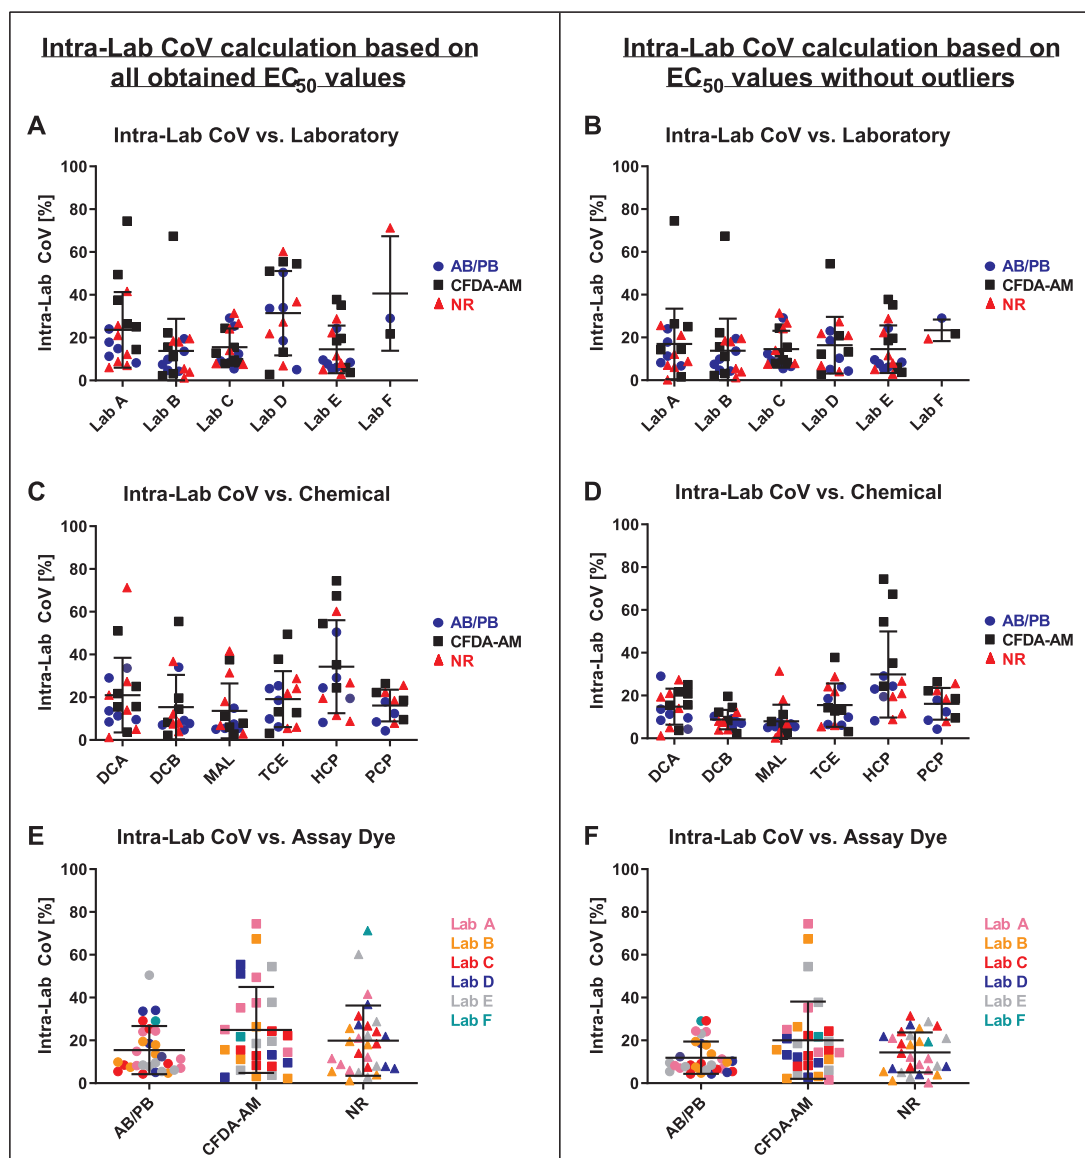 Intra-Lab CoV calculation based on
all obtained EC50 values
Intra-Lab CoV calculation based on
EC50 values without outliers
A
Intra-Lab CoV vs. Laboratory
Intra-Lab CoV [%]
100
80
60
40
20
0
Lab A
Lab B
Lab C
Lab D
Lab E
Lab F
AB/PB
CFDA-AM
NR
B
Intra-Lab CoV vs. Laboratory
Intra-Lab CoV [%]
100
80
60
40
20
0
Lab A
Lab B
Lab C
Lab D
Lab E
Lab F
AB/PB
CFDA-AM
NR
C
Intra-Lab CoV vs. Chemical
Intra-Lab CoV [%]
100
80
60
40
20
0
DCA
DCB
MAL
TCE
HCP
PCP
AB/PB
CFDA-AM
NR
D
Intra-Lab CoV vs. Chemical
Intra-Lab CoV [%]
100
80
60
40
20
0
DCA
DCB
MAL
TCE
HCP
PCP
AB/PB
CFDA-AM
NR
E
Intra-Lab CoV vs. Assay Dye
Intra-Lab CoV [%]
100
80
60
40
20
0
AB/PB
CFDA-AM
NR
Lab A
Lab B
Lab C
Lab D
Lab E
Lab F
F
Intra-Lab CoV vs. Assay Dye
Intra-Lab CoV [%]
100
80
60
40
20
0
AB/PB
CFDA-AM
NR
Lab A
Lab B
Lab C
Lab D
Lab E
Lab F